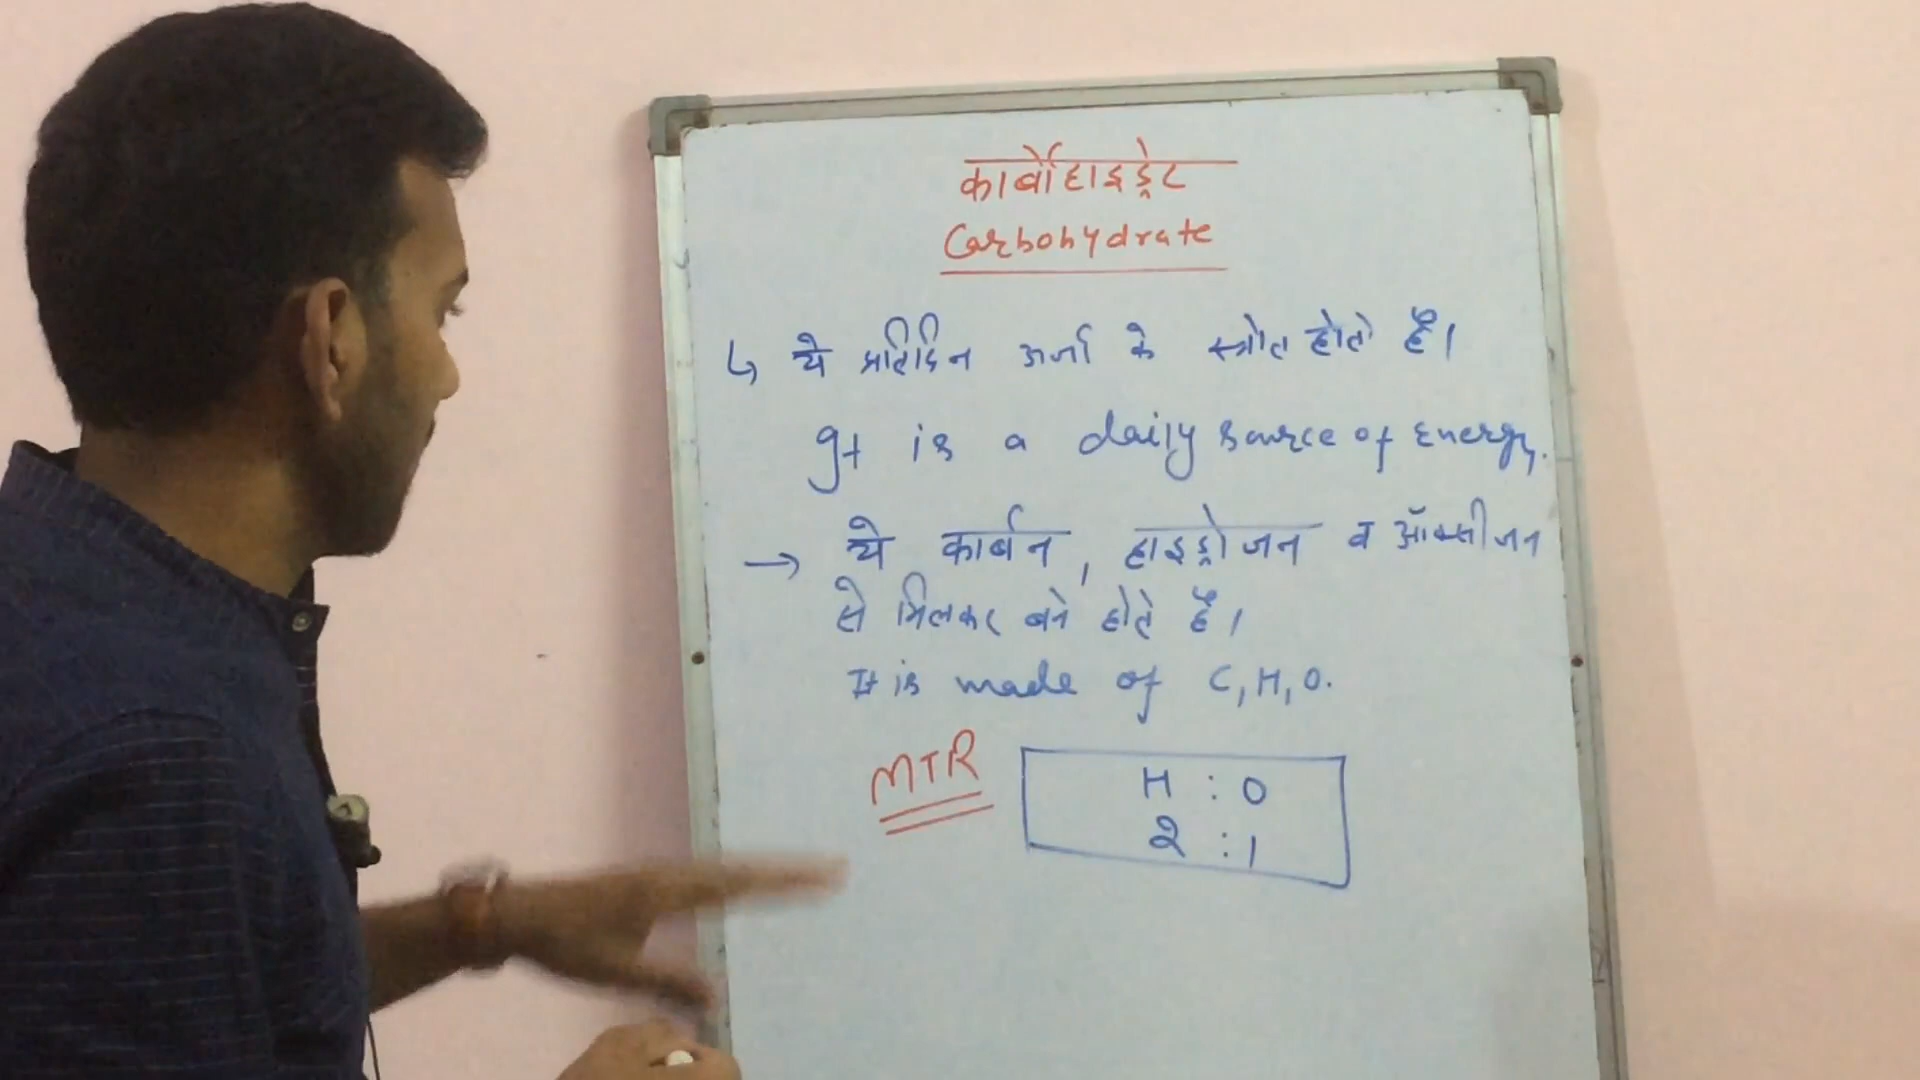 कार्बोहाइड्रेट
Carbohydrate
↳ ये प्रतिदिन ऊर्जा के स्त्रोत होते है।
It is a daily source of Energy.
→ ये कार्बन, हाइड्रोजन व ऑक्सीजन
से मिलकर बने होते है।
It is made of C, H, O.
MTR
H : O
2 : 1